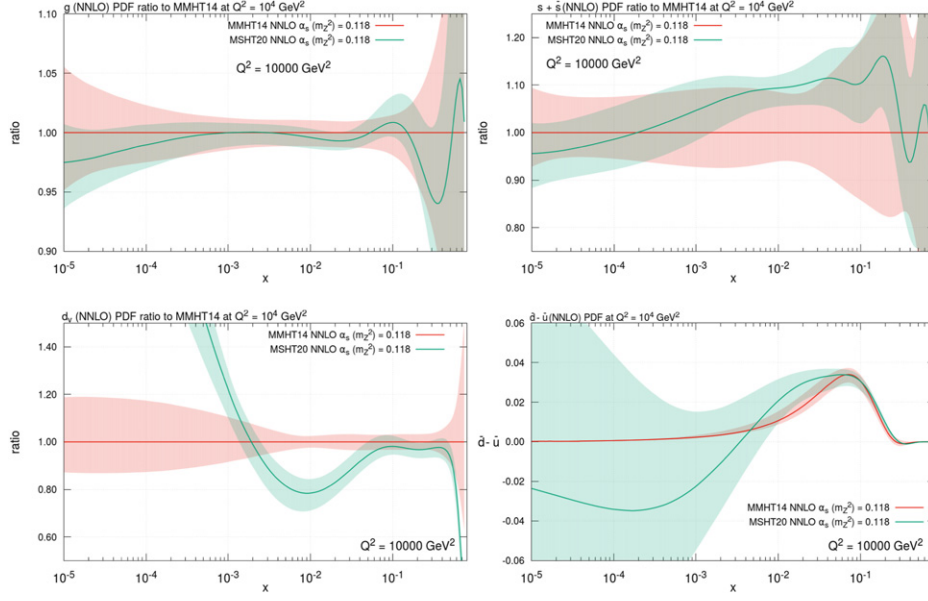 g (NNLO) PDF ratio to MMHT14 at Q² = 10⁴ GeV²
MMHT14 NNLO αs (mZ²) = 0.118
MSHT20 NNLO αs (mZ²) = 0.118
Q² = 10000 GeV²
ratio
1.10
1.05
1.00
0.95
0.90
10⁻⁵ 10⁻⁴ 10⁻³ 10⁻² 10⁻¹
x
s + s̄ (NNLO) PDF ratio to MMHT14 at Q² = 10⁴ GeV²
MMHT14 NNLO αs (mZ²) = 0.118
MSHT20 NNLO αs (mZ²) = 0.118
Q² = 10000 GeV²
ratio
1.20
1.10
1.00
0.90
0.80
10⁻⁵ 10⁻⁴ 10⁻³ 10⁻² 10⁻¹
x
dv (NNLO) PDF ratio to MMHT14 at Q² = 10⁴ GeV²
MMHT14 NNLO αs (mZ²) = 0.118
MSHT20 NNLO αs (mZ²) = 0.118
ratio
1.40
1.20
1.00
0.80
0.60
Q² = 10000 GeV²
10⁻⁵ 10⁻⁴ 10⁻³ 10⁻² 10⁻¹
x
d̄ - ū (NNLO) PDF at Q² = 10⁴ GeV²
d̄ - ū
0.06
0.04
0.02
0.00
-0.02
-0.04
-0.06
MMHT14 NNLO αs (mZ²) = 0.118
MSHT20 NNLO αs (mZ²) = 0.118
Q² = 10000 GeV²
10⁻⁵ 10⁻⁴ 10⁻³ 10⁻² 10⁻¹
x